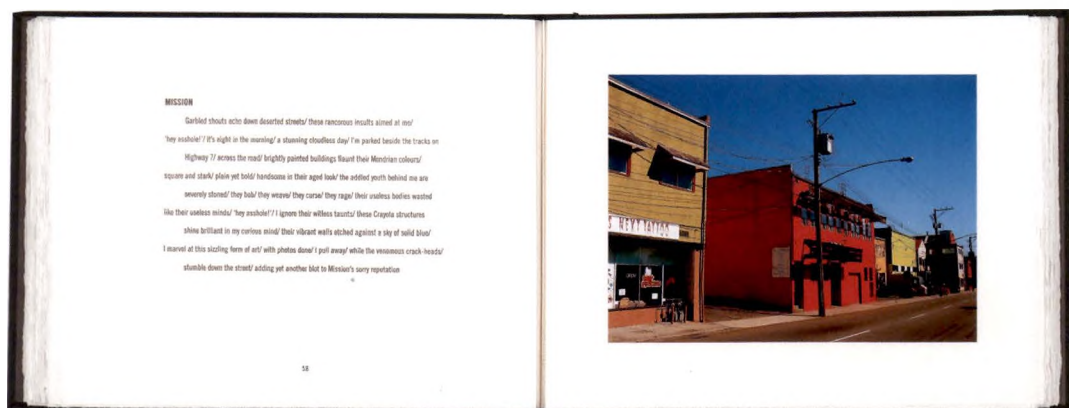 MISSION
Garbled shouts echo down deserted streets/ these rancorous insults aimed at me/
'hey asshole!'/ it's eight in the morning/ a stunning cloudless day/ I'm parked beside the tracks on
Highway 7/ across the road/ brightly painted buildings flaunt their Mondrian colours/
square and stark/ plain yet bold/ handsome in their aged look/ the addled youth behind me are
severely stoned/ they bob/ they weave/ they curse/ they rage/ their useless bodies wasted
like their useless minds/ 'hey asshole!'/ I ignore their witless taunts/ these Crayola structures
shine brilliant in my curious mind/ their vibrant walls etched against a sky of solid blue/
I marvel at this sizzling form of art/ with photos done/ I pull away/ while the venomous crack-heads/
stumble down the street/ adding yet another blot to Mission's sorry reputation
58
S NEXT TATTOO
OPEN